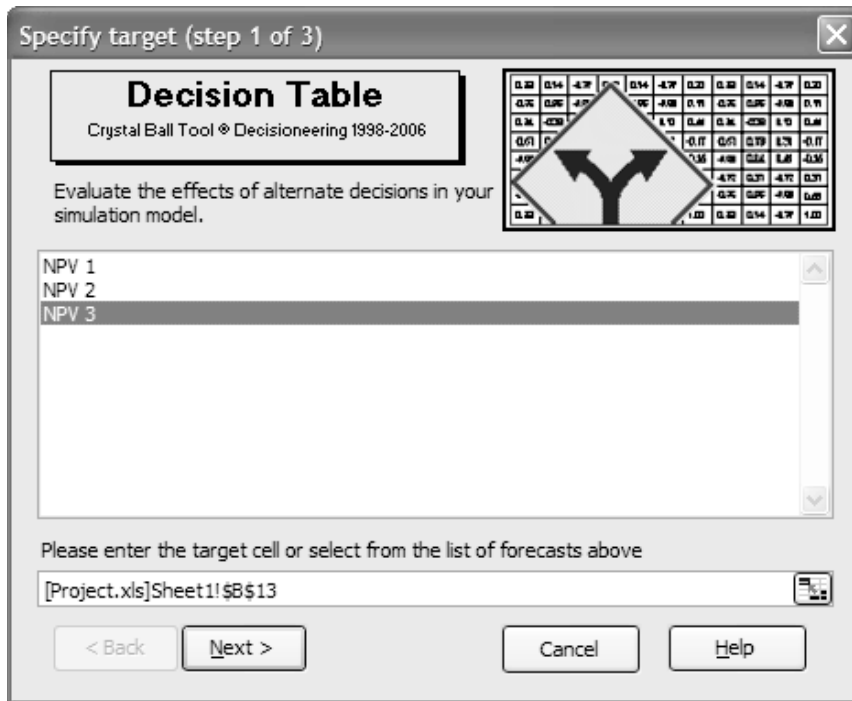 Specify target (step 1 of 3)
Decision Table
Crystal Ball Tool ® Decisioneering 1998-2006
Evaluate the effects of alternate decisions in your
simulation model.
NPV 1
NPV 2
NPV 3
Please enter the target cell or select from the list of forecasts above
[Project.xls]Sheet1!$B$13
< Back
Next >
Cancel
Help